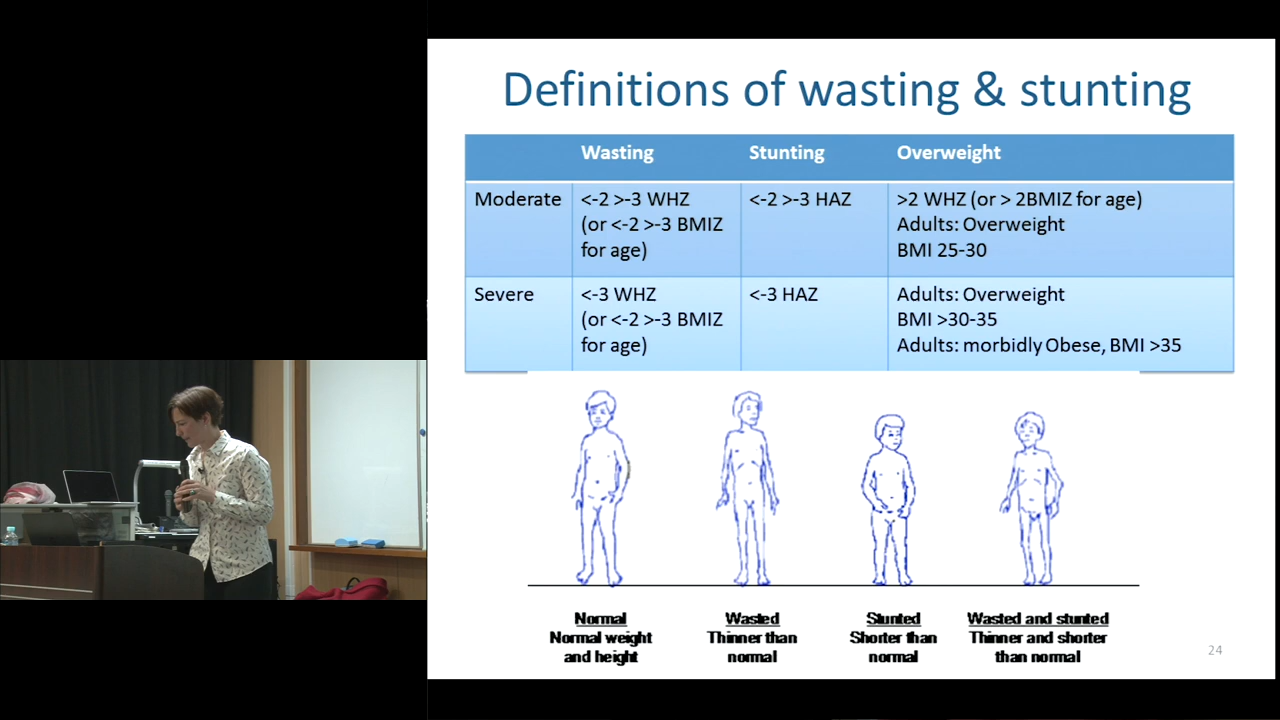 Definitions of wasting & stunting
Wasting Stunting Overweight
Moderate
<-2 >-3 WHZ
(or <-2 >-3 BMIZ
for age)
<-2 >-3 HAZ
>2 WHZ (or > 2BMIZ for age)
Adults: Overweight
BMI 25-30
Severe
<-3 WHZ
(or <-2 >-3 BMIZ
for age)
<-3 HAZ
Adults: Overweight
BMI >30-35
Adults: morbidly Obese, BMI >35
Normal
Normal weight
and height
Wasted
Thinner than
normal
Stunted
Shorter than
normal
Wasted and stunted
Thinner and shorter
than normal
24